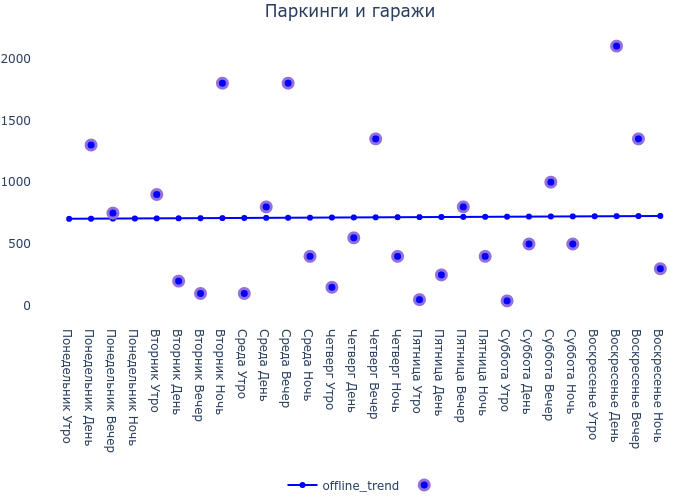 Паркинги и гаражи
2000
1500
1000
500
0
Понедельник Утро
Понедельник День
Понедельник Вечер
Понедельник Ночь
Вторник Утро
Вторник День
Вторник Вечер
Вторник Ночь
Среда Утро
Среда День
Среда Вечер
Среда Ночь
Четверг Утро
Четверг День
Четверг Вечер
Четверг Ночь
Пятница Утро
Пятница День
Пятница Вечер
Пятница Ночь
Суббота Утро
Суббота День
Суббота Вечер
Суббота Ночь
Воскресенье Утро
Воскресенье День
Воскресенье Вечер
Воскресенье Ночь
offline_trend